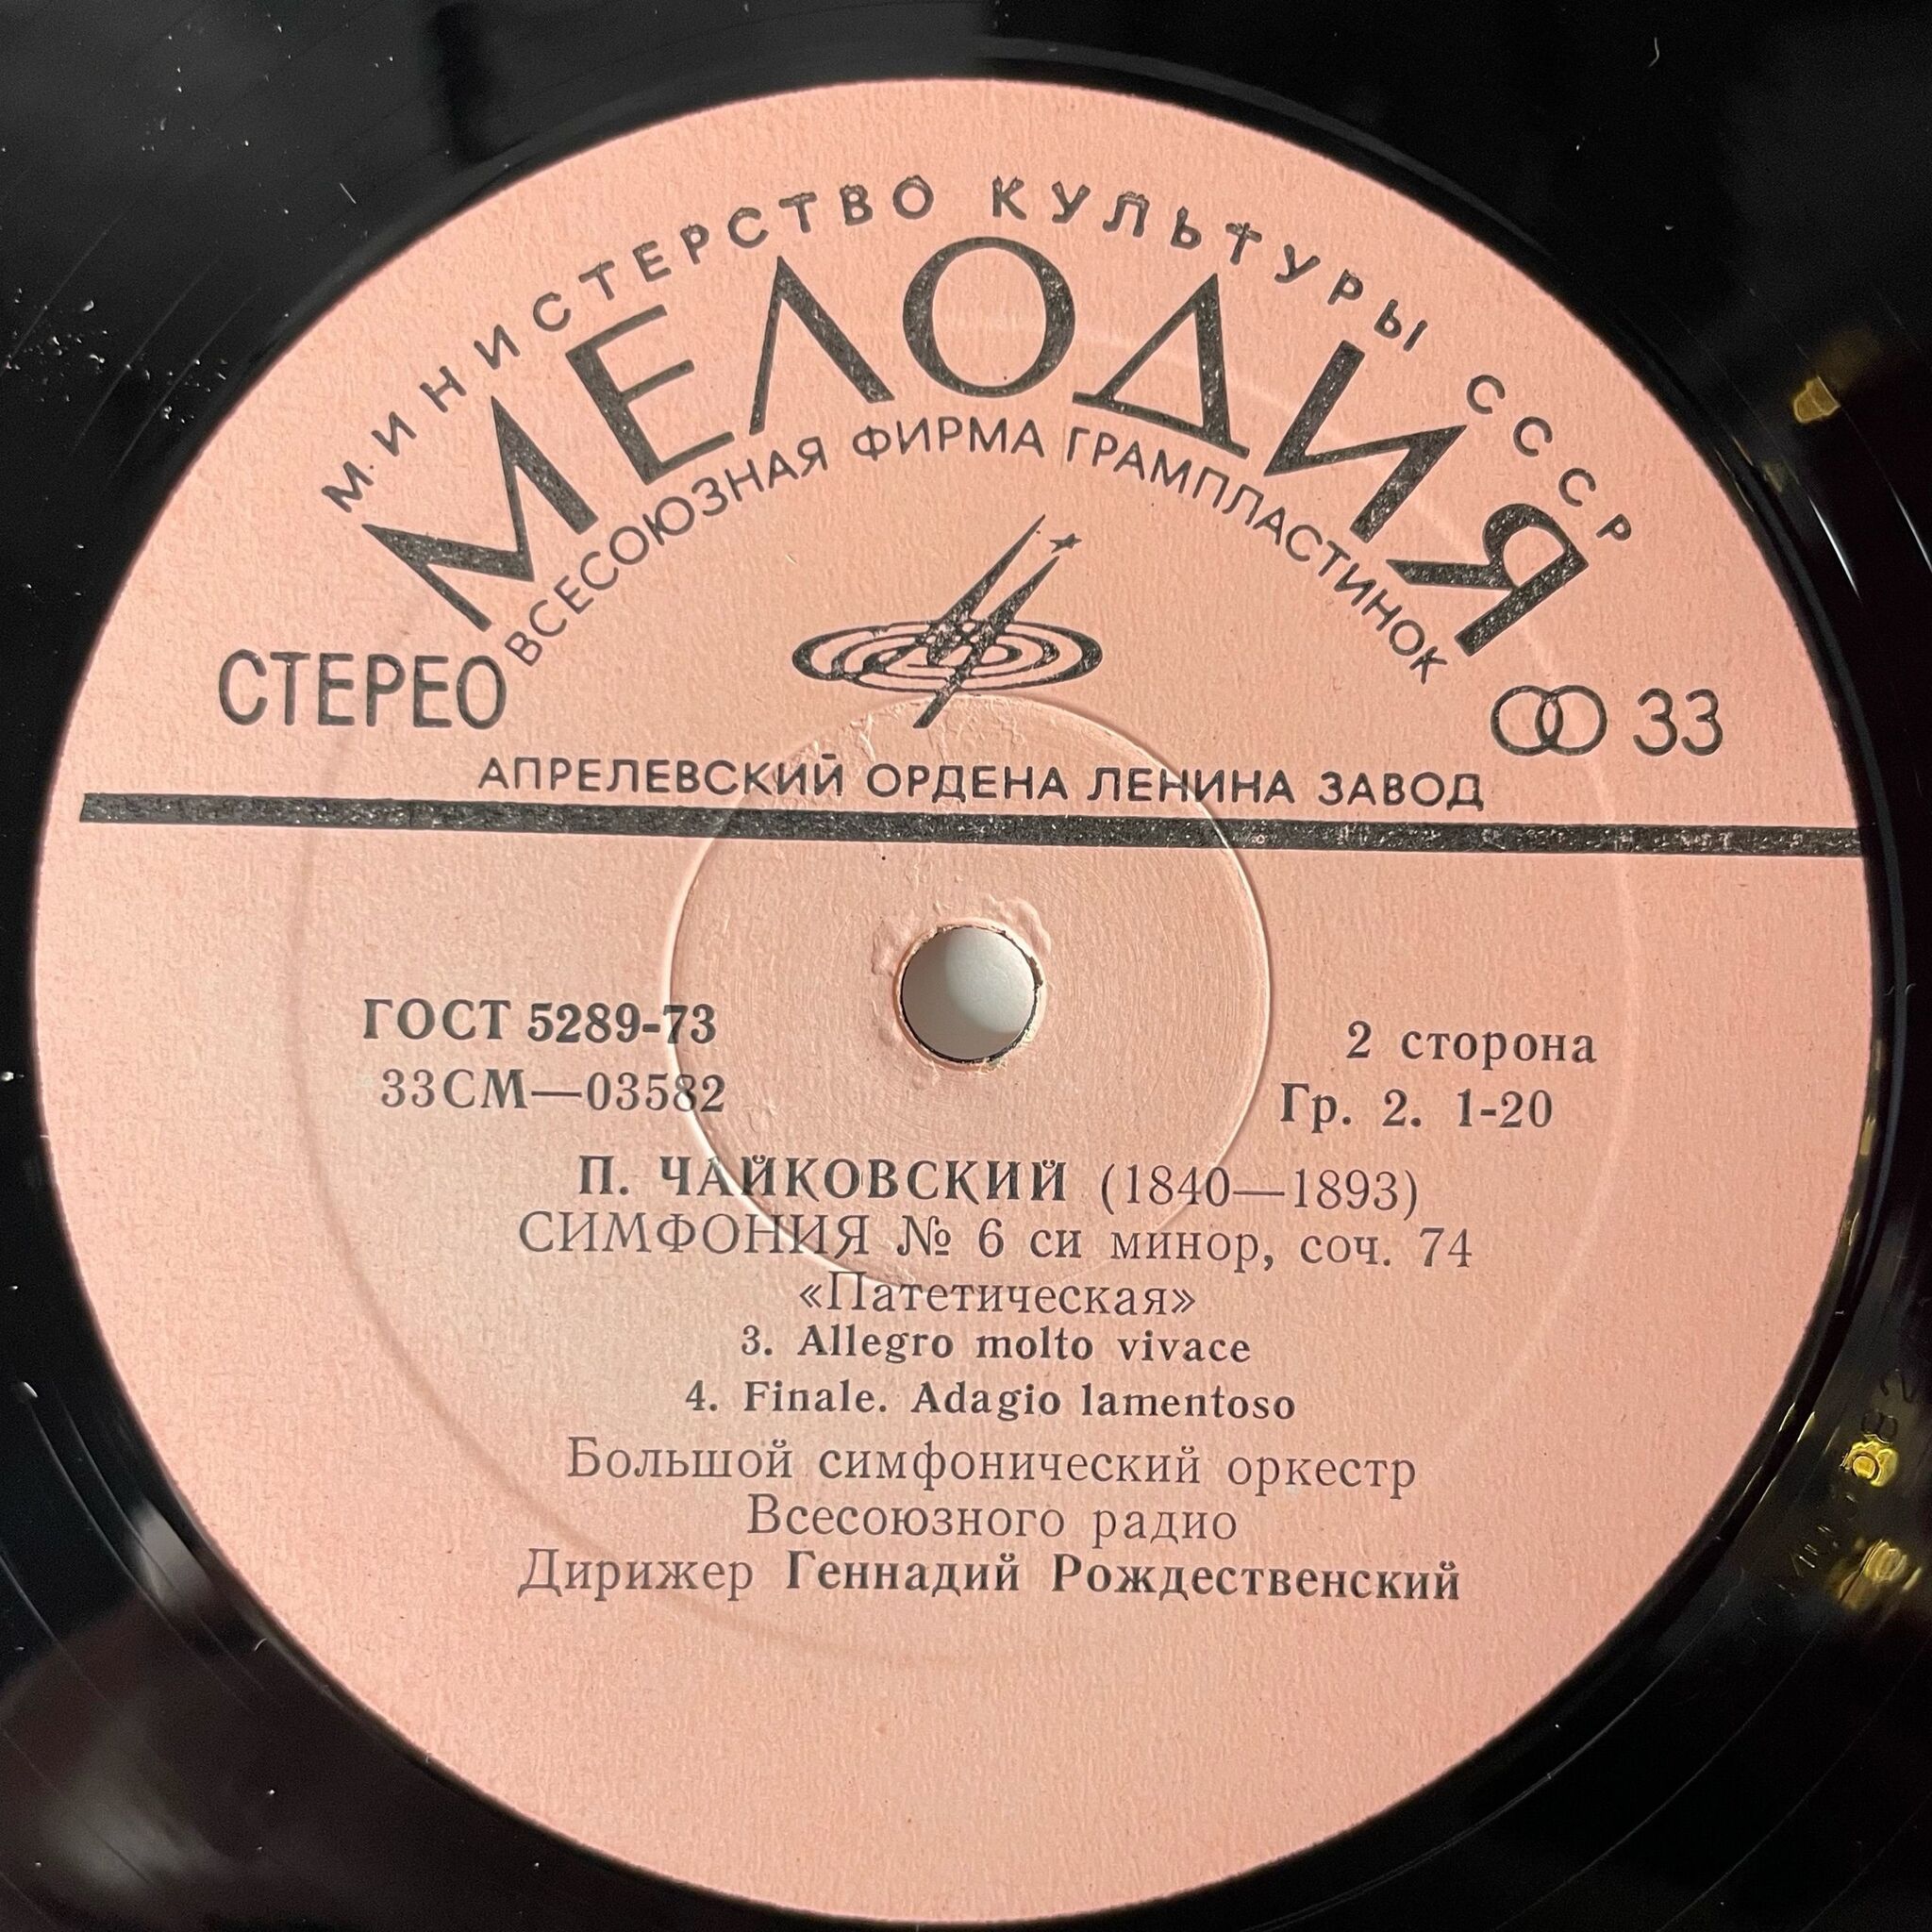 МИНИСТЕРСТВО КУЛЬТУРЫ СССР
МЕЛОДИЯ
ВСЕСОЮЗНАЯ ФИРМА ГРАМПЛАСТИНОК
СТЕРЕО
33
АПРЕЛЕВСКИЙ ОРДЕНА ЛЕНИНА ЗАВОД
ГОСТ 5289-73
2 сторона
33СМ—03582
Гр. 2. 1-20
П. ЧАЙКОВСКИЙ (1840—1893)
СИМФОНИЯ № 6 си минор, соч. 74
«Патетическая»
3. Allegro molto vivace
4. Finale. Adagio lamentoso
Большой симфонический оркестр
Всесоюзного радио
Дирижер Геннадий Рождественский